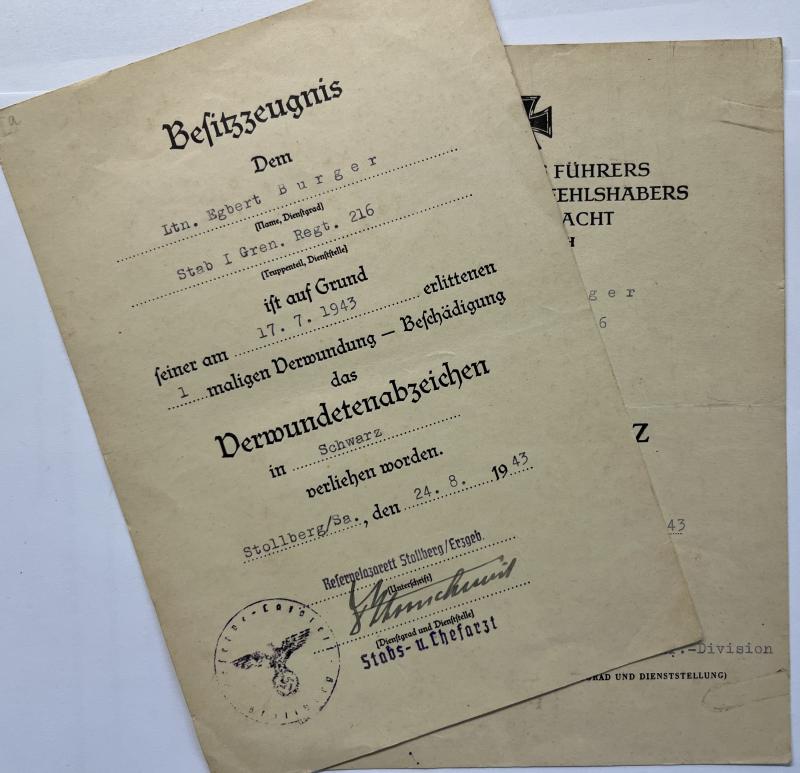 Besitzzeugnis
Dem
Ltn. Egbert Burger
(Name, Dienstgrad)
Stab I Gren. Regt. 216
(Truppenteil, Dienststelle)
ist auf Grund
seiner am 17. 7. 1943 erlittenen
1 maligen Verwundung – Beschädigung
das
Verwundetenabzeichen
in Schwarz
verliehen worden.
Stollberg/Sa., den 24. 8. 1943
Reservelazarett Stollberg/Erzgeb.
(Unterschrift)
(Dienstgrad und Dienststelle)
Stabs- u. Chefarzt
FÜHRERS
FEHLSHABERS
ACHT
H
ger
6
Z
43
.-Division
RAD UND DIENSTSTELLUNG)